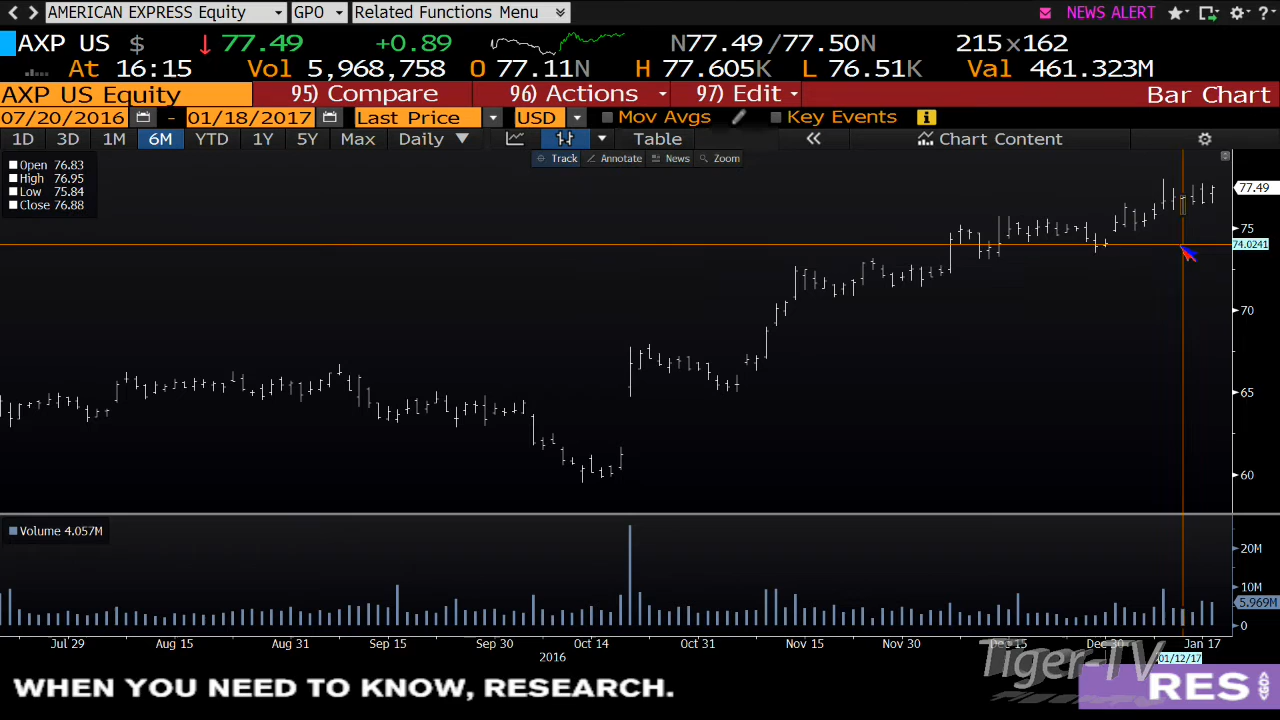 AMERICAN EXPRESS Equity GPO Related Functions Menu NEWS ALERT ?
AXP US $ ↓ 77.49 +0.89 N77.49 /77.50N 215×162
At 16:15 Vol 5,968,758 O 77.11N H 77.605K L 76.51K Val 461.323M
AXP US Equity 95) Compare 96) Actions 97) Edit Bar Chart
07/20/2016 - 01/18/2017 Last Price USD Mov Avgs Key Events i
1D 3D 1M 6M YTD 1Y 5Y Max Daily ▼ Table « Chart Content
Track Annotate News Zoom
Open 76.83
High 76.95
Low 75.84
Close 76.88
77.49
75
74.0241
70
65
60
Volume 4.057M
20M
10M
5.969M
0
Jul 29 Aug 15 Aug 31 Sep 15 Sep 30 Oct 14 Oct 31 Nov 15 Nov 30 Dec 15 Dec 30 Jan 17
2016 01/12/17
Tiger-TV
WHEN YOU NEED TO KNOW, RESEARCH.
RES